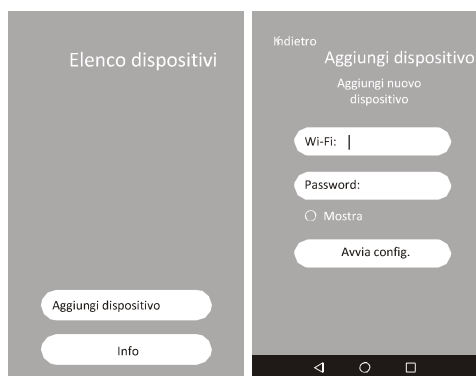 Elenco dispositivi
Aggiungi dispositivo
Info
Indietro
Aggiungi dispositivo
Aggiungi nuovo
dispositivo
Wi-Fi:
Password:
Mostra
Avvia config.